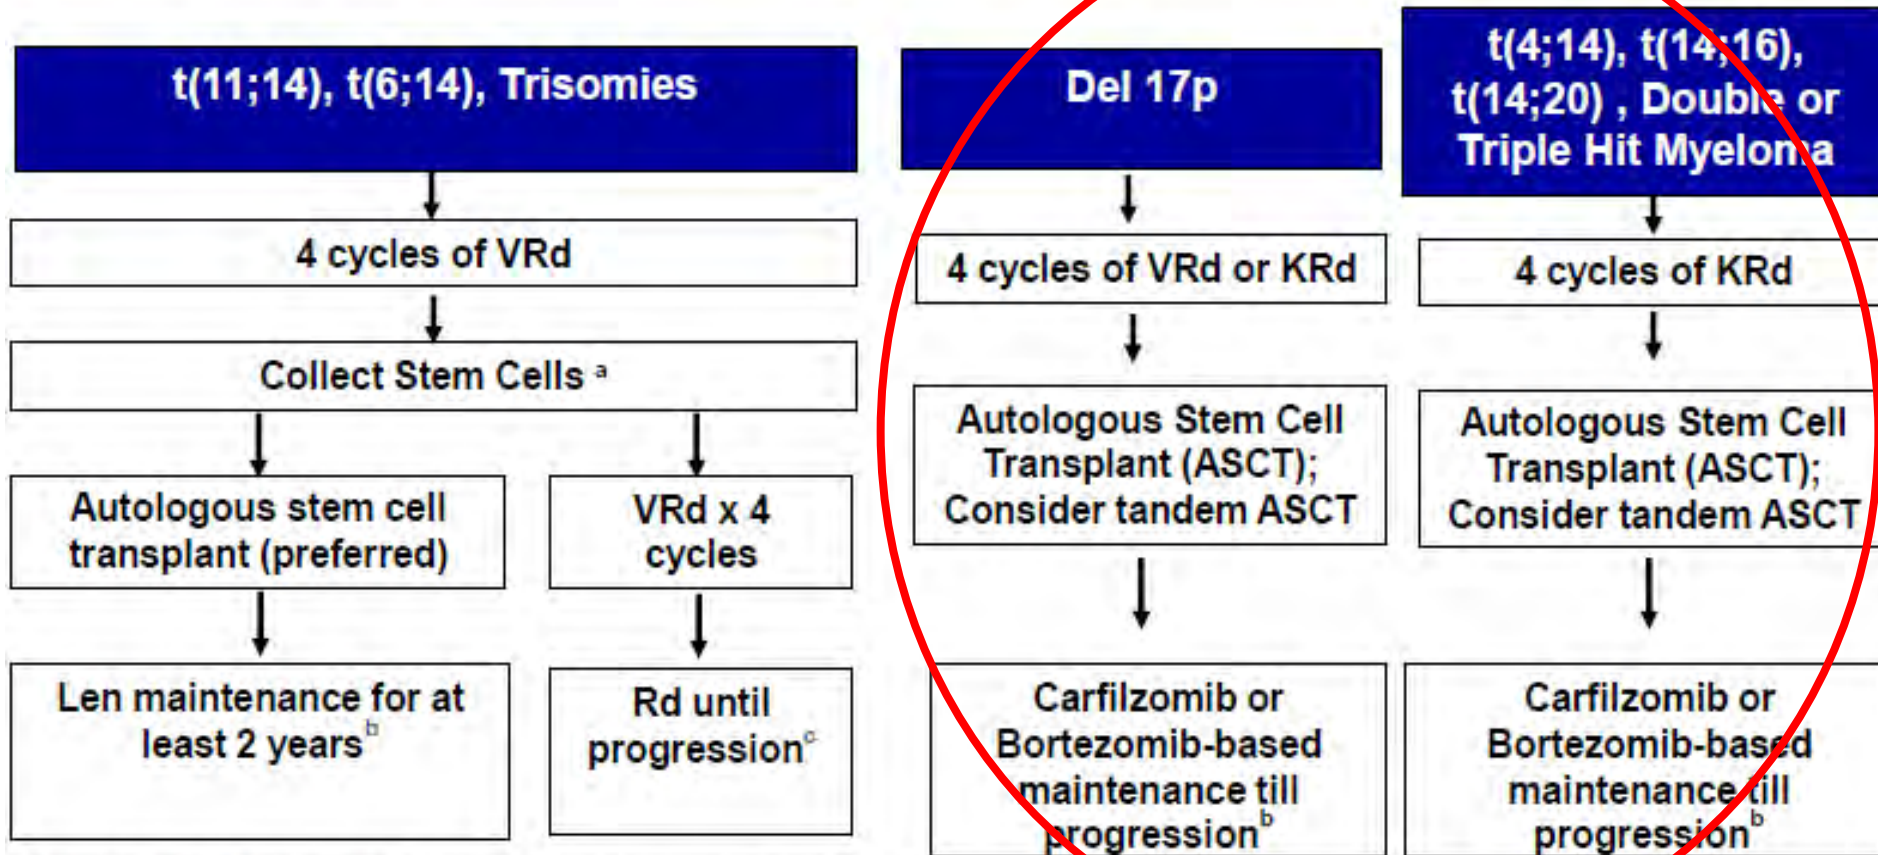 t(11;14), t(6;14), Trisomies
4 cycles of VRd
Collect Stem Cells a
Autologous stem cell
transplant (preferred)
Len maintenance for at
least 2 years b
VRd x 4
cycles
Rd until
progression c
Del 17p
4 cycles of VRd or KRd
Autologous Stem Cell
Transplant (ASCT);
Consider tandem ASCT
Carfilzomib or
Bortezomib-based
maintenance till
progression b
t(4;14), t(14;16),
t(14;20) , Double or
Triple Hit Myeloma
4 cycles of KRd
Autologous Stem Cell
Transplant (ASCT);
Consider tandem ASCT
Carfilzomib or
Bortezomib-based
maintenance till
progression b